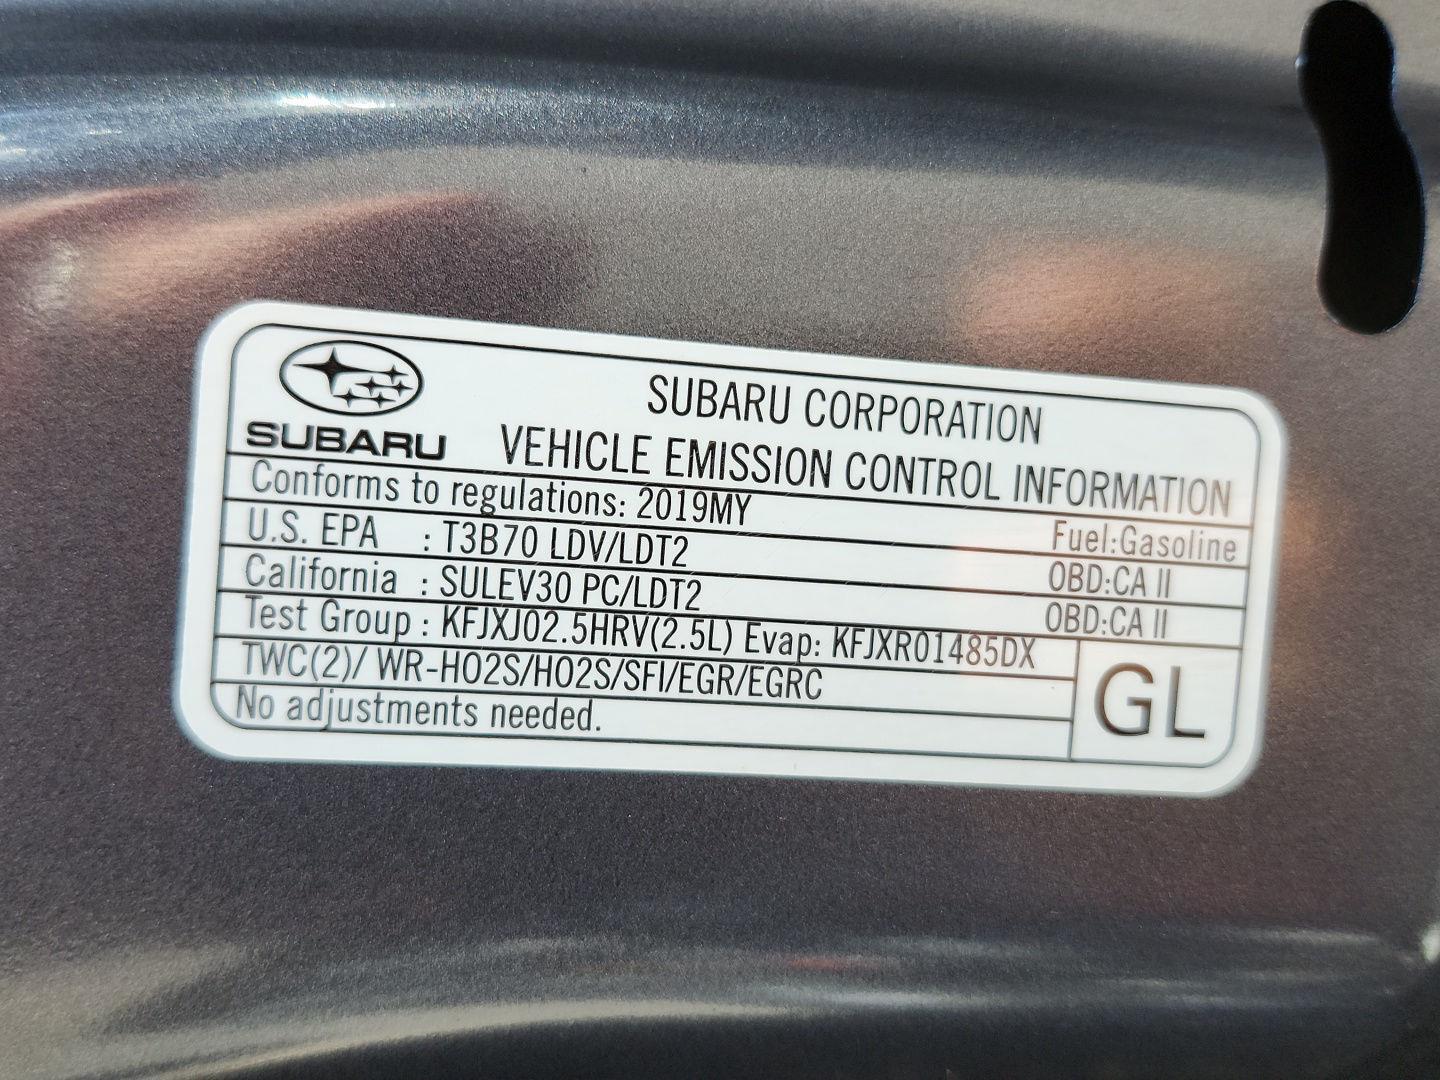 SUBARU
SUBARU CORPORATION
VEHICLE EMISSION CONTROL INFORMATION
Conforms to regulations: 2019MY Fuel:Gasoline
U.S. EPA : T3B70 LDV/LDT2 OBD:CA II
California : SULEV30 PC/LDT2 OBD:CA II
Test Group : KFJXJ02.5HRV(2.5L) Evap: KFJXR01485DX
TWC(2)/ WR-HO2S/HO2S/SFI/EGR/EGRC
No adjustments needed.
GL